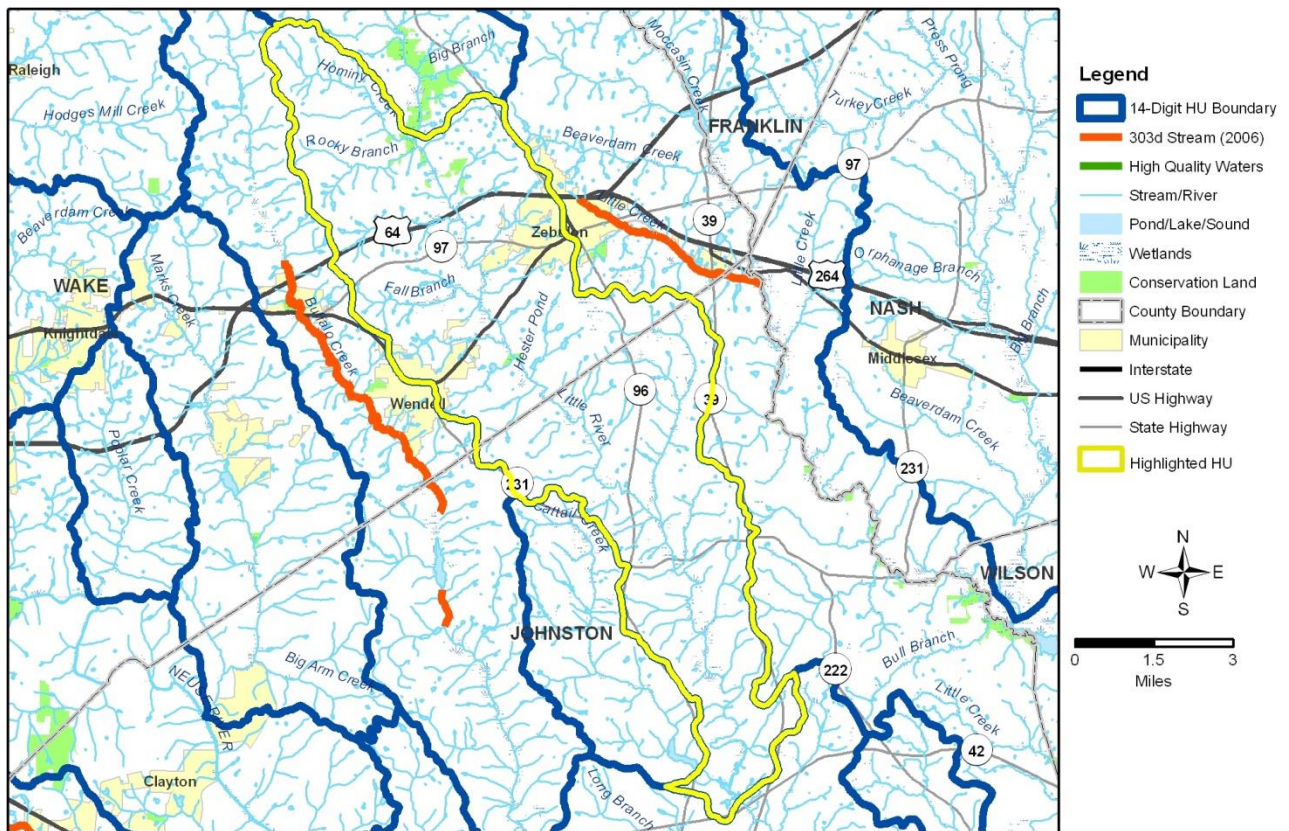 Raleigh
Hodges Mill Creek
Hominy Creek
Big Branch
Moccasin Creek
Press Prong
Turkey Creek
FRANKLIN
Rocky Branch
Beaverdam Creek
97
Beaverdam Creek
64
97
Zebulon
Little Creek
39
Little Creek
264
Orphanage Branch
WAKE
Marks Creek
Buffalo Creek
Fall Branch
Hester Pond
NASH
Big Branch
Knightdale
Middlesex
Wendell
Little River
96
39
Beaverdam Creek
Poplar Creek
231
Cattail Creek
231
WILSON
JOHNSTON
Big Arm Creek
NEUSE RIVER
222
Bull Branch
Little Creek
42
Clayton
Long Branch
Legend
14-Digit HU Boundary
303d Stream (2006)
High Quality Waters
Stream/River
Pond/Lake/Sound
Wetlands
Conservation Land
County Boundary
Municipality
Interstate
US Highway
State Highway
Highlighted HU
N
W E
S
0 1.5 3
Miles